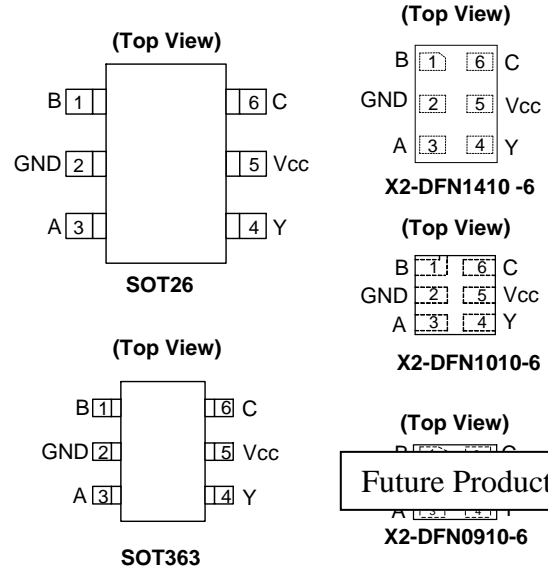 (Top View)
B 1 6 C
GND 2 5 Vcc
A 3 4 Y
SOT26
(Top View)
B 1 6 C
GND 2 5 Vcc
A 3 4 Y
SOT363
(Top View)
B 1 6 C
GND 2 5 Vcc
A 3 4 Y
X2-DFN1410 -6
(Top View)
B 1 6 C
GND 2 5 Vcc
A 3 4 Y
X2-DFN1010-6
(Top View)
Future Product
X2-DFN0910-6